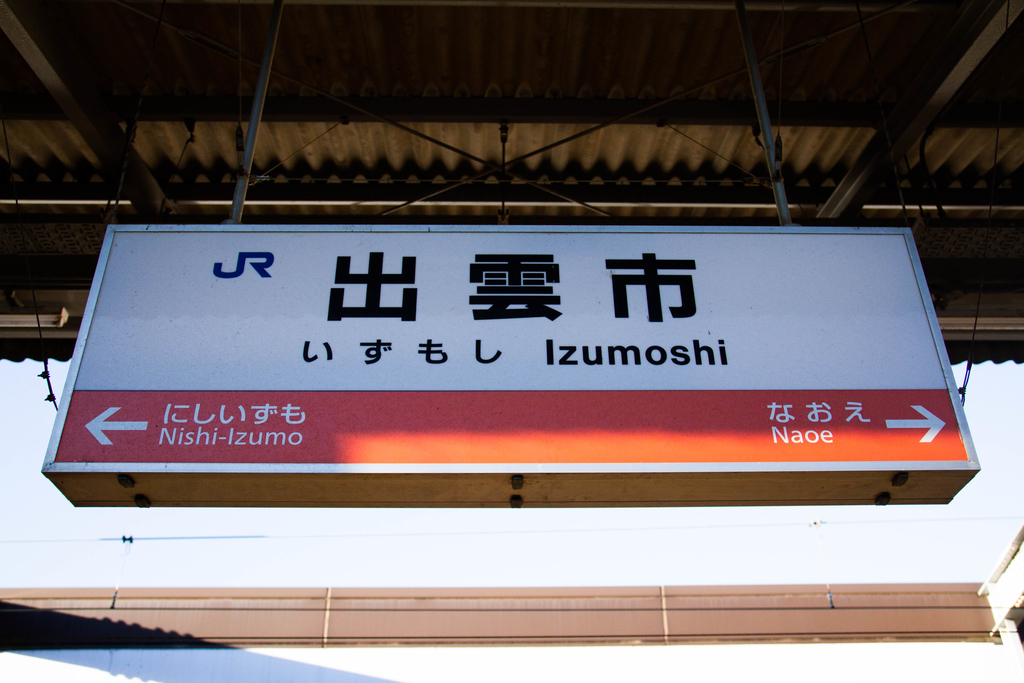 JR 出雲市
いずもし Izumoshi
にしいずも
Nishi-Izumo
なおえ
Naoe